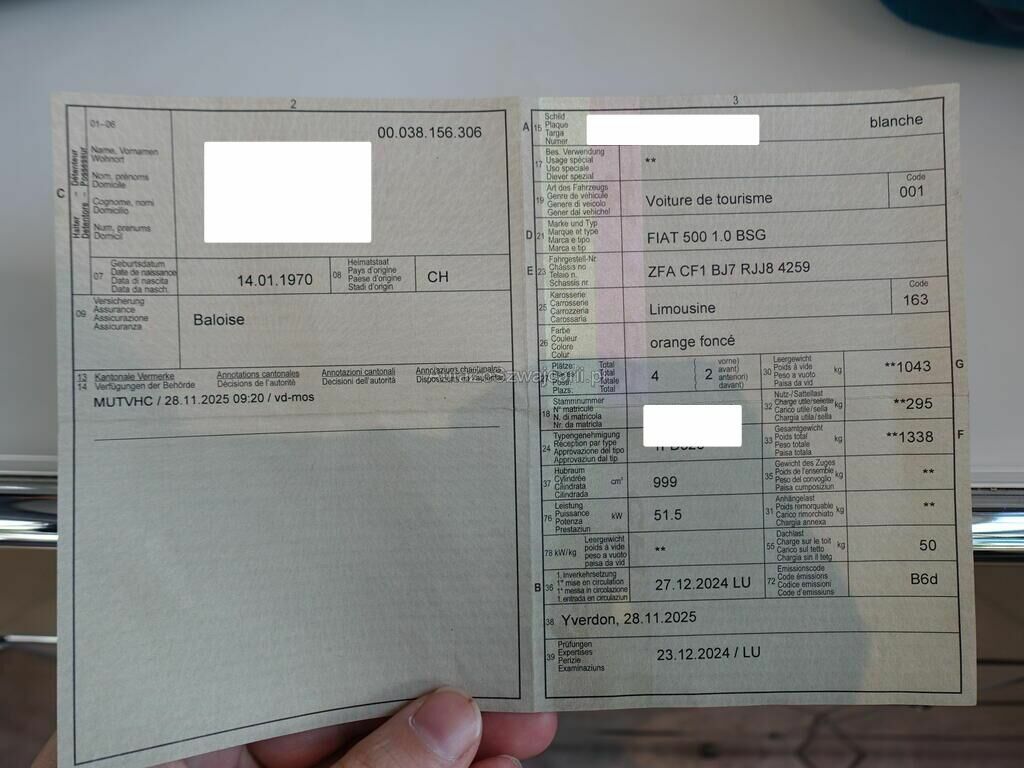 2
01–06
00.038.156.306
C
Halter - Détenteur
Detentore - Possessur
Name, Vornamen
Wohnort
Nom, prénoms
Domicile
Cognome, nomi
Domicilio
Num, prenums
Domicil
07
Geburtsdatum
Date de naissance
Data di nascita
Data da nasch.
14.01.1970
08
Heimatstaat
Pays d'origine
Paese d'origine
Stadi d'origin
CH
09
Versicherung
Assurance
Assicurazione
Assicuranza
Baloise
13 Kantonale Vermerke
Annotations cantonales
Annotazioni cantonali
Annotaziuns chantunalas
14 Verfügungen der Behörde
Décisions de l'autorité
Decisioni dell'autorità
MUTVHC / 28.11.2025 09:20 / vd-mos
3
A 15
Schild
Plaque
Targa
Numer
blanche
17
Bes. Verwendung
Usage spécial
Uso speciale
Diever spezial
**
19
Art des Fahrzeugs
Genre de véhicule
Genere di veicolo
Gener dal vehichel
Voiture de tourisme
Code
001
D 21
Marke und Typ
Marque et type
Marca e tipo
Marca e tip
FIAT 500 1.0 BSG
E 23
Fahrgestell-Nr.
Châssis no
Telaio n.
Schassis nr.
ZFA CF1 BJ7 RJJ8 4259
25
Karosserie
Carrosserie
Carrozzeria
Carossaria
Limousine
Code
163
26
Farbe
Couleur
Colore
Colur
orange foncé
Plätze: Total
Total
Totale
Plazs: Total
4
2
vorne)
avant)
anteriori)
davant)
30
Leergewicht
Poids à vide
Peso a vuoto
Paisa da vid
kg
**1043
G
18
Stammnummer
N° matricule
N. di matricola
Nr. da matricla
32
Nutz-/Sattellast
Charge utile/sellette
Carico utile/sella
Chargia utila/sella
kg
**295
24
Typengenehmigung
Réception par type
Approvazione del tipo
Approvaziun dal tip
33
Gesamtgewicht
Poids total
Peso totale
Paisa totala
kg
**1338
F
37
Hubraum
Cylindrée
Cilindrata
Cilindrada
cm³
999
35
Gewicht des Zuges
Poids de l'ensemble
Peso del convoglio
Paisa cumposiziun
kg
**
76
Leistung
Puissance
Potenza
Prestaziun
kW
51.5
31
Anhängelast
Poids remorquable
Carico rimorchiato
Chargia annexa
kg
**
78 kW/kg
Leergewicht
poids à vide
peso a vuoto
paisa da vid
**
55
Dachlast
Charge sur le toit
Carico sul tetto
Chargia sin il tetg
kg
50
B 36
1. Inverkehrsetzung
1re mise en circulation
1a messa in circolazione
1. entrada en circulaziun
27.12.2024 LU
72
Emissionscode
Code émissions
Codice emissioni
Code d'emissiuns
B6d
38
Yverdon, 28.11.2025
39
Prüfungen
Expertises
Perizie
Examinaziuns
23.12.2024 / LU